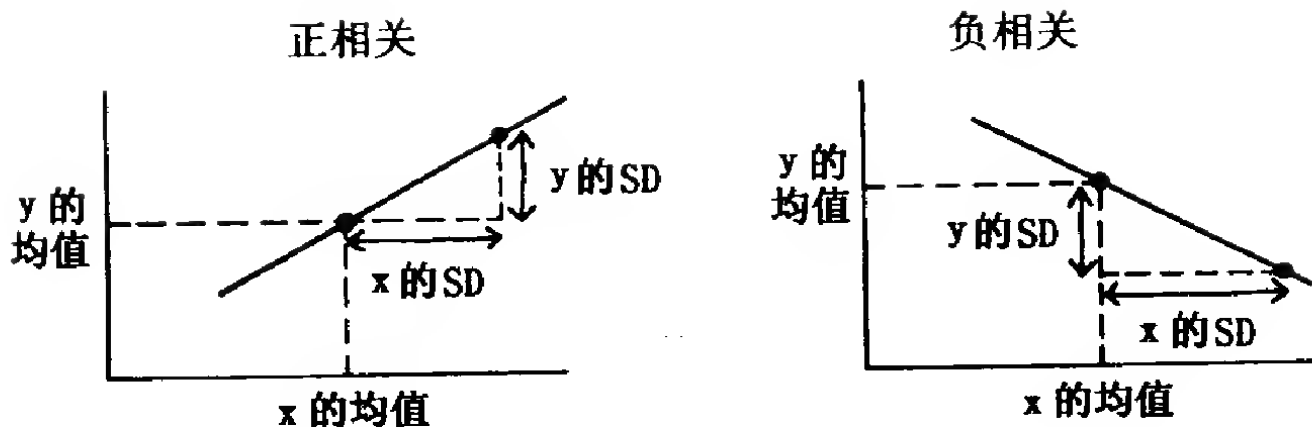 正相关
y 的
均值
y 的SD
x 的SD
x 的均值
负相关
y 的
均值
y 的SD
x 的SD
x 的均值